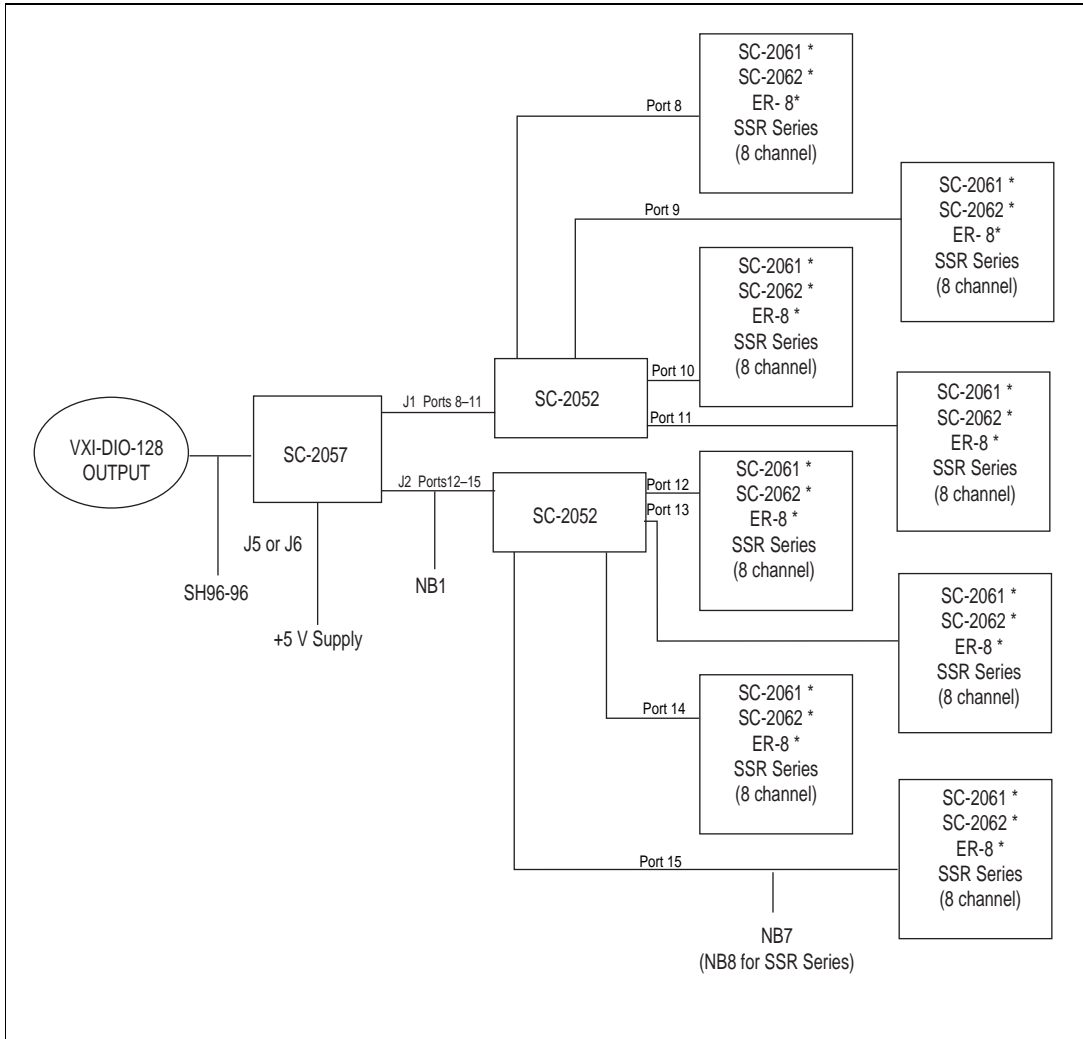 SC-2061 *
SC-2062 *
ER- 8*
SSR Series
(8 channel)
Port 8
SC-2061 *
SC-2062 *
ER- 8*
SSR Series
(8 channel)
Port 9
SC-2061 *
SC-2062 *
ER-8 *
SSR Series
(8 channel)
Port 10
SC-2061 *
SC-2062 *
ER-8 *
SSR Series
(8 channel)
Port 11
SC-2052
J1 Ports 8–11
VXI-DIO-128
OUTPUT
SC-2057
J2 Ports12–15
SC-2052
Port 12
Port 13
SC-2061 *
SC-2062 *
ER-8 *
SSR Series
(8 channel)
J5 or J6
SH96-96
+5 V Supply
NB1
SC-2061 *
SC-2062 *
ER-8 *
SSR Series
(8 channel)
Port 14
SC-2061 *
SC-2062 *
ER-8 *
SSR Series
(8 channel)
Port 15
SC-2061 *
SC-2062 *
ER-8 *
SSR Series
(8 channel)
NB7
(NB8 for SSR Series)